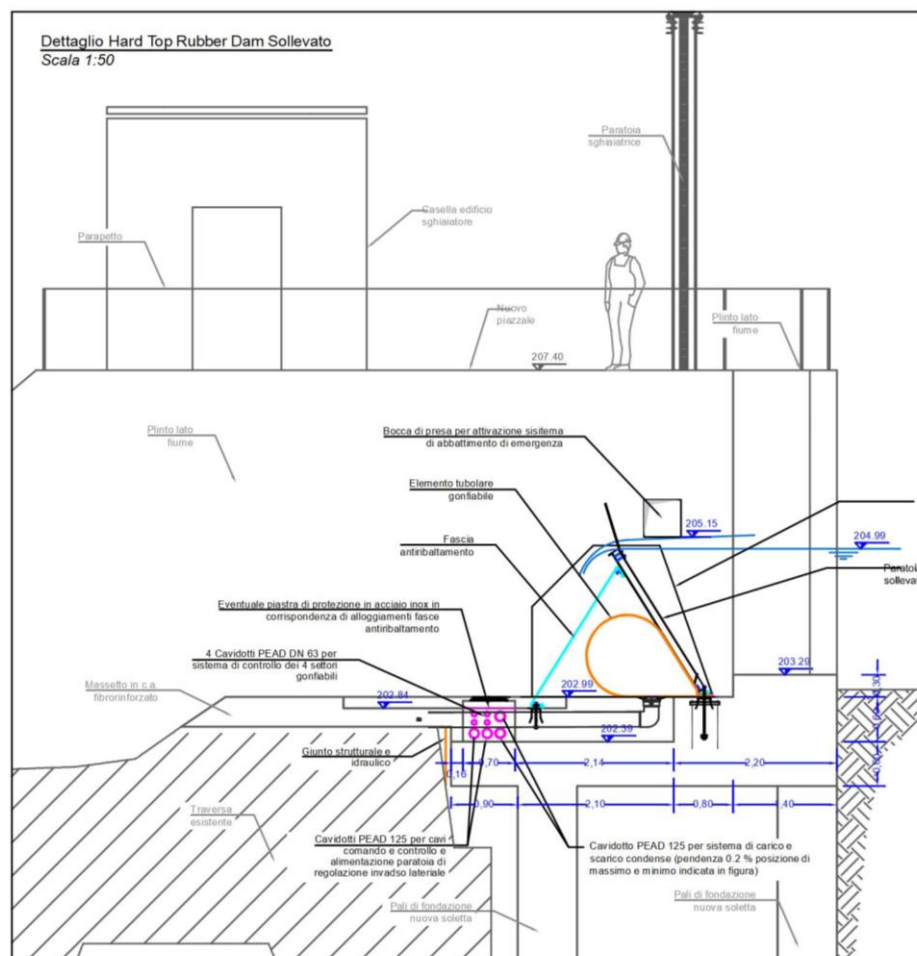 Dettaglio Hard Top Rubber Dam Sollevato
Scala 1:50
Paratoia
sghiaiatrice
Casella edificio
sghiaiatore
Parapetto
Nuovo
piazzale
Plinto lato
fiume
207.40
Plinto lato
fiume
Bocca di presa per attivazione sisitema
di abbattimento di emergenza
Elemento tubolare
gonfiabile
205.15
204.99
Fascia
antiribaltamento
Paratoia
sollevat
Eventuale piastra di protezione in acciaio inox in
corrispondenza di alloggiamenti fasce
antiribaltamento
4 Cavidotti PEAD DN 63 per
sistema di controllo dei 4 settori
gonfiabili
203.29
Massetto in c.a.
fibrorinforzato
202.84
202.99
202.39
Giunto strutturale e
idraulico
0,16
0,70
2,14
2,20
0,90
2,10
0,80
1,40
Traversa
esistente
Cavidotti PEAD 125 per cavi
comando e controllo e
alimentazione paratoia di
regolazione invadso lateriale
Cavidotto PEAD 125 per sistema di carico e
scarico condense (pendenza 0.2 % posizione di
massimo e minimo indicata in figura)
Pali di fondazione
nuova soletta
Pali di fondazione
nuova soletta